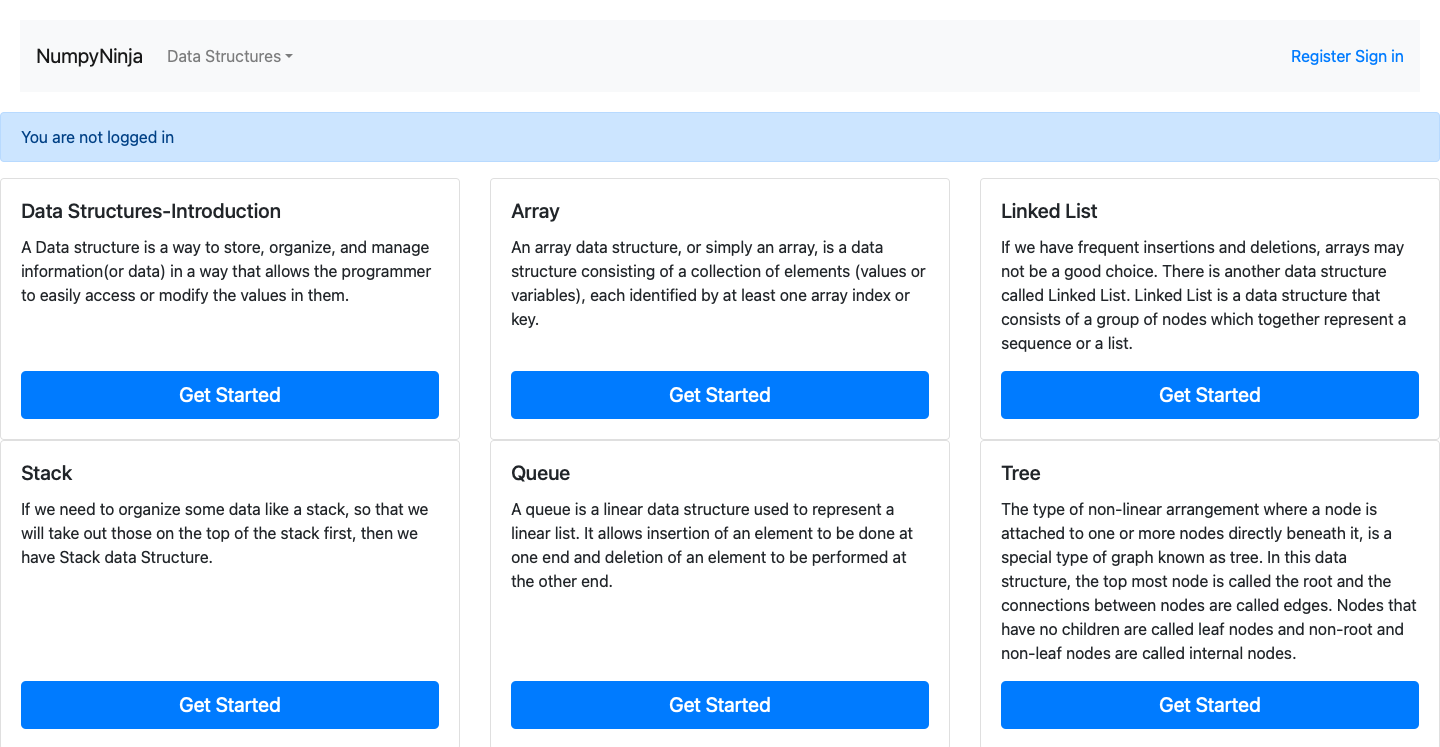 NumpyNinja
Data Structures
Register Sign in
You are not logged in
Data Structures-Introduction
A Data structure is a way to store, organize, and manage
information(or data) in a way that allows the programmer
to easily access or modify the values in them.
Get Started
Array
An array data structure, or simply an array, is a data
structure consisting of a collection of elements (values or
variables), each identified by at least one array index or
key.
Get Started
Linked List
If we have frequent insertions and deletions, arrays may
not be a good choice. There is another data structure
called Linked List. Linked List is a data structure that
consists of a group of nodes which together represent a
sequence or a list.
Get Started
Stack
If we need to organize some data like a stack, so that we
will take out those on the top of the stack first, then we
have Stack data Structure.
Get Started
Queue
A queue is a linear data structure used to represent a
linear list. It allows insertion of an element to be done at
one end and deletion of an element to be performed at
the other end.
Get Started
Tree
The type of non-linear arrangement where a node is
attached to one or more nodes directly beneath it, is a
special type of graph known as tree. In this data
structure, the top most node is called the root and the
connections between nodes are called edges. Nodes that
have no children are called leaf nodes and non-root and
non-leaf nodes are called internal nodes.
Get Started